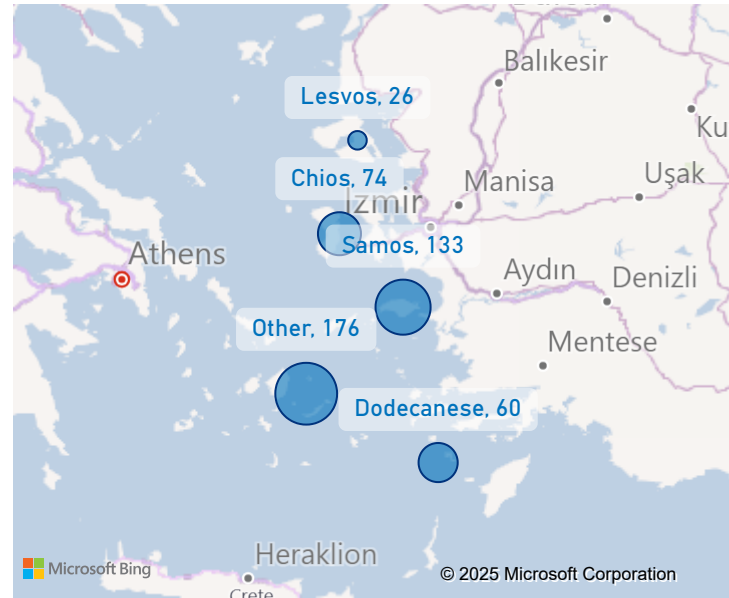 Balıkesir
Lesvos, 26
Ku
Chios, 74
Uşak
Manisa
İzmir
Samos, 133
Athens
Aydın
Denizli
Other, 176
Mentese
Dodecanese, 60
Heraklion
Microsoft Bing
© 2025 Microsoft Corporation
Crete